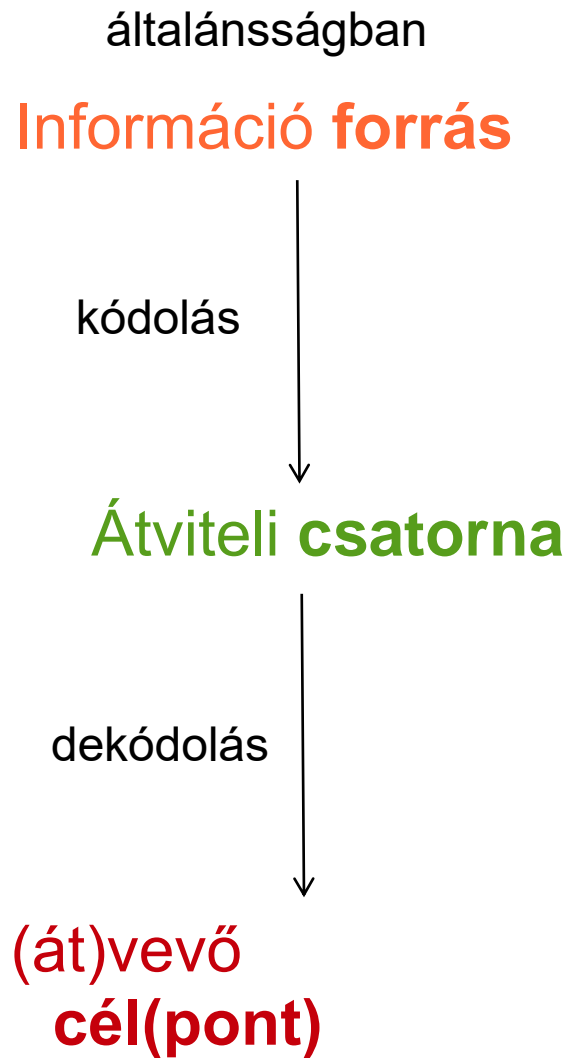 általánsságban
Információ forrás
kódolás
Átviteli csatorna
dekódolás
(át)vevő
cél(pont)